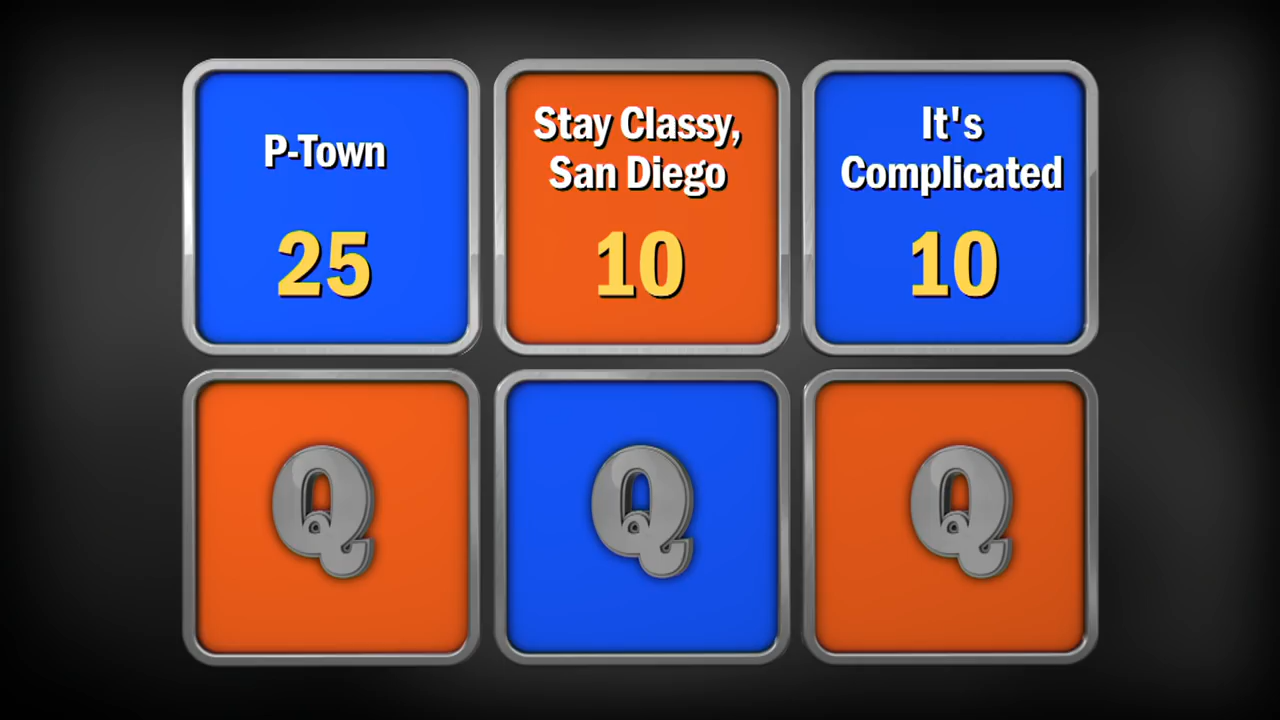 P-Town
25
Stay Classy,
San Diego
10
It's
Complicated
10
Q
Q
Q